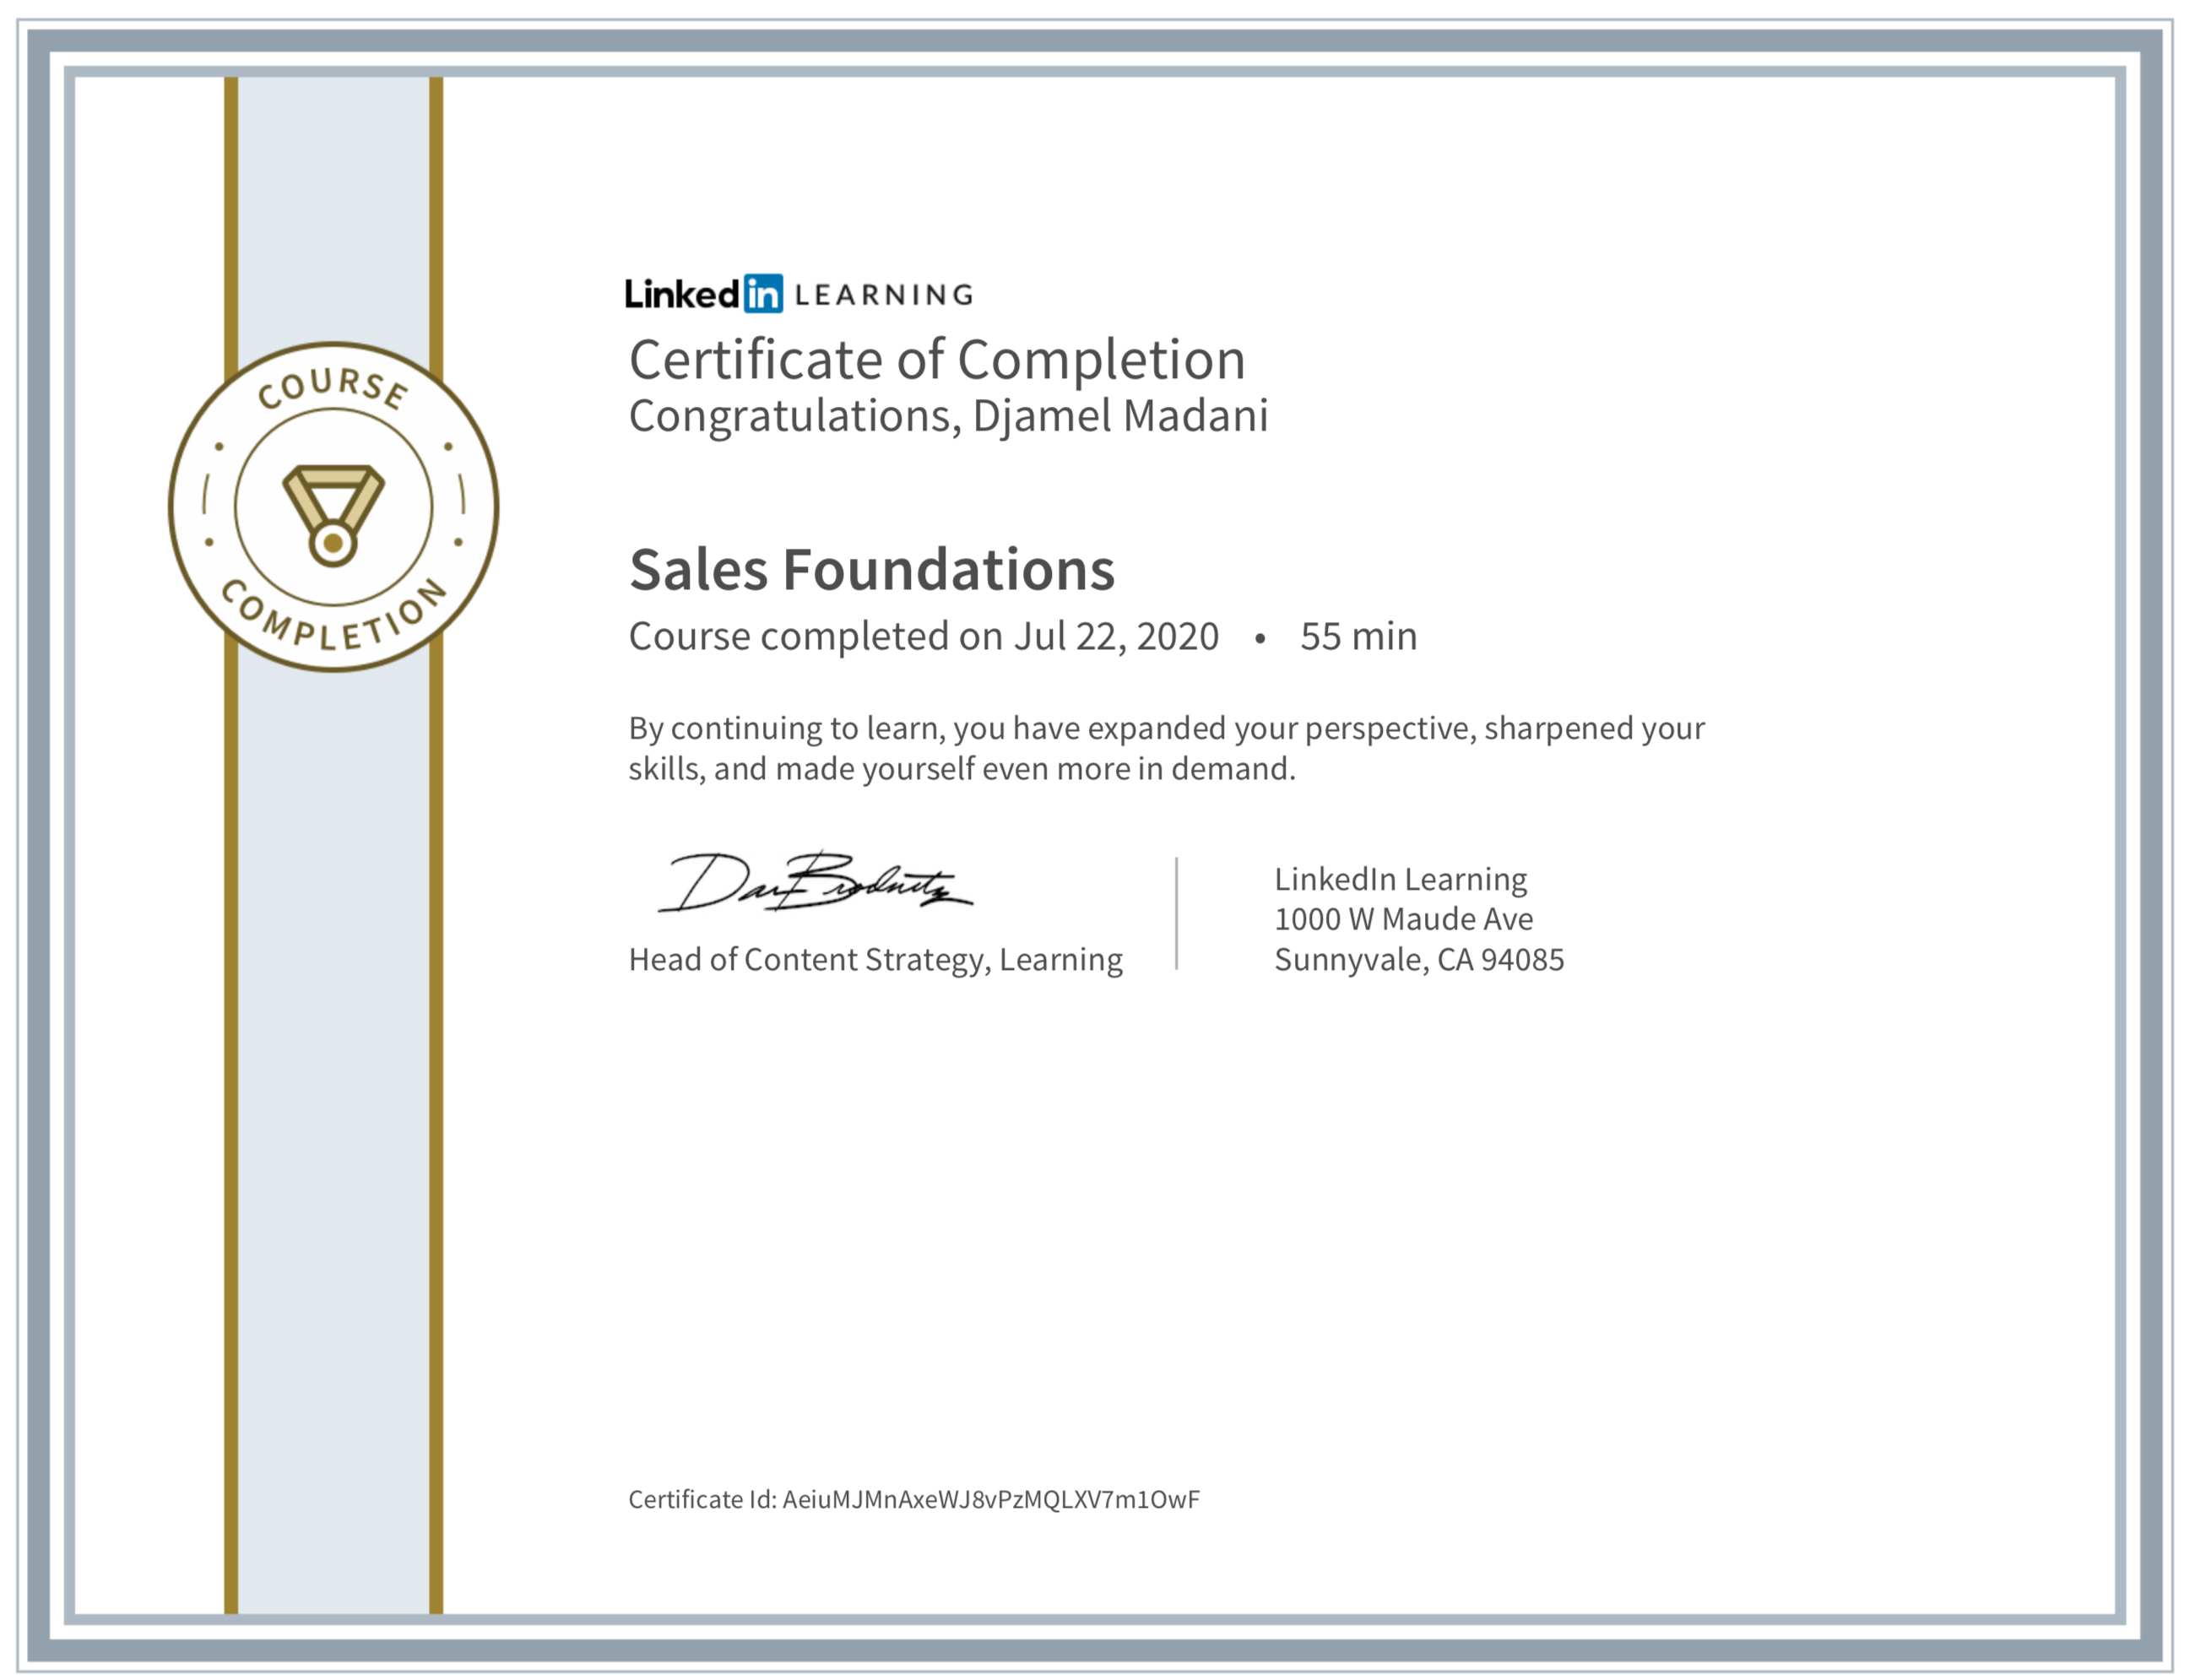 COURSE
COMPLETION
Linkedin LEARNING
Certificate of Completion
Congratulations, Djamel Madani
Sales Foundations
Course completed on Jul 22, 2020 • 55 min
By continuing to learn, you have expanded your perspective, sharpened your
skills, and made yourself even more in demand.
Dan Brodnitz
Head of Content Strategy, Learning
LinkedIn Learning
1000 W Maude Ave
Sunnyvale, CA 94085
Certificate Id: AeiuMJMnAxeWJ8vPzMQLXV7m1OwF